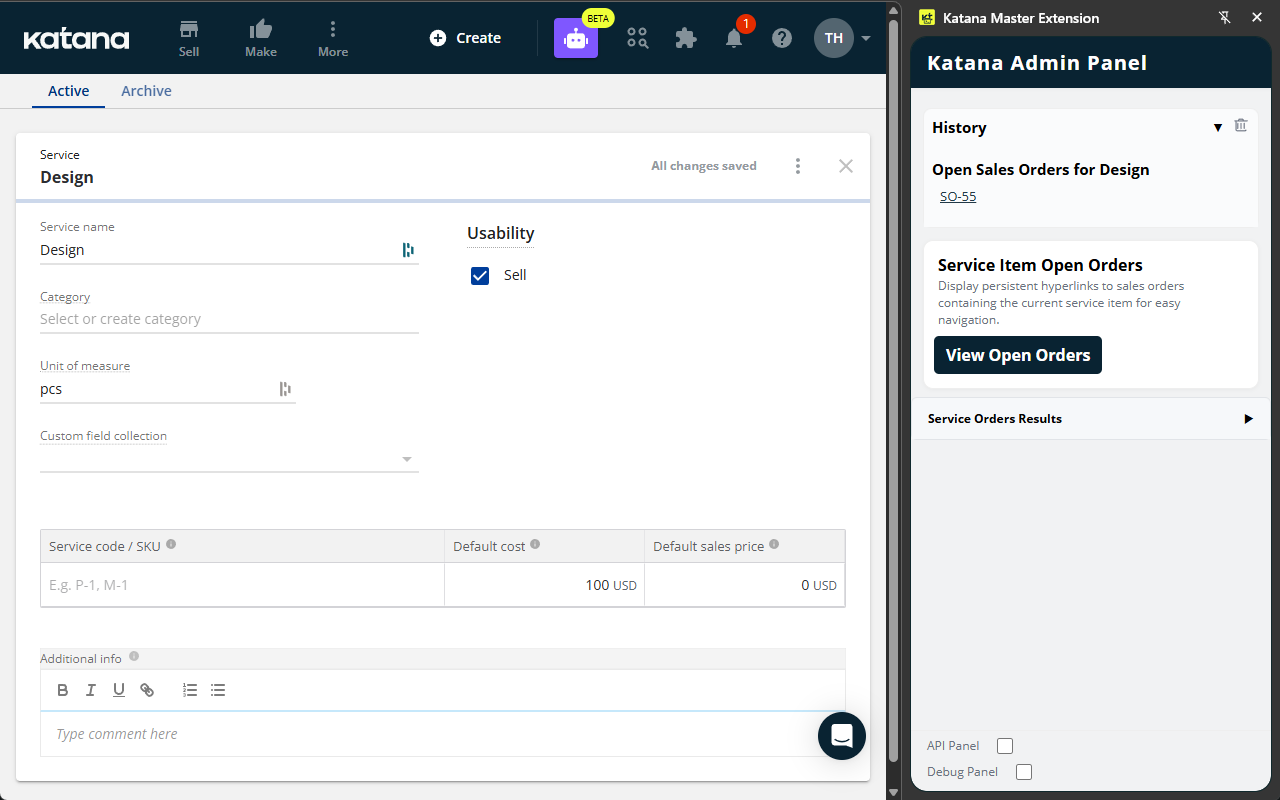 katana
Sell
Make
More
Create
BETA
1
TH
Active
Archive
Service
Design
All changes saved
Service name
Design
Category
Select or create category
Unit of measure
pcs
Custom field collection
Usability
Sell
Service code / SKU
Default cost
Default sales price
E.g. P-1, M-1
100 USD
0 USD
Additional info
B I U
Type comment here
kt
Katana Master Extension
Katana Admin Panel
History
Open Sales Orders for Design
SO-55
Service Item Open Orders
Display persistent hyperlinks to sales orders
containing the current service item for easy
navigation.
View Open Orders
Service Orders Results
API Panel
Debug Panel